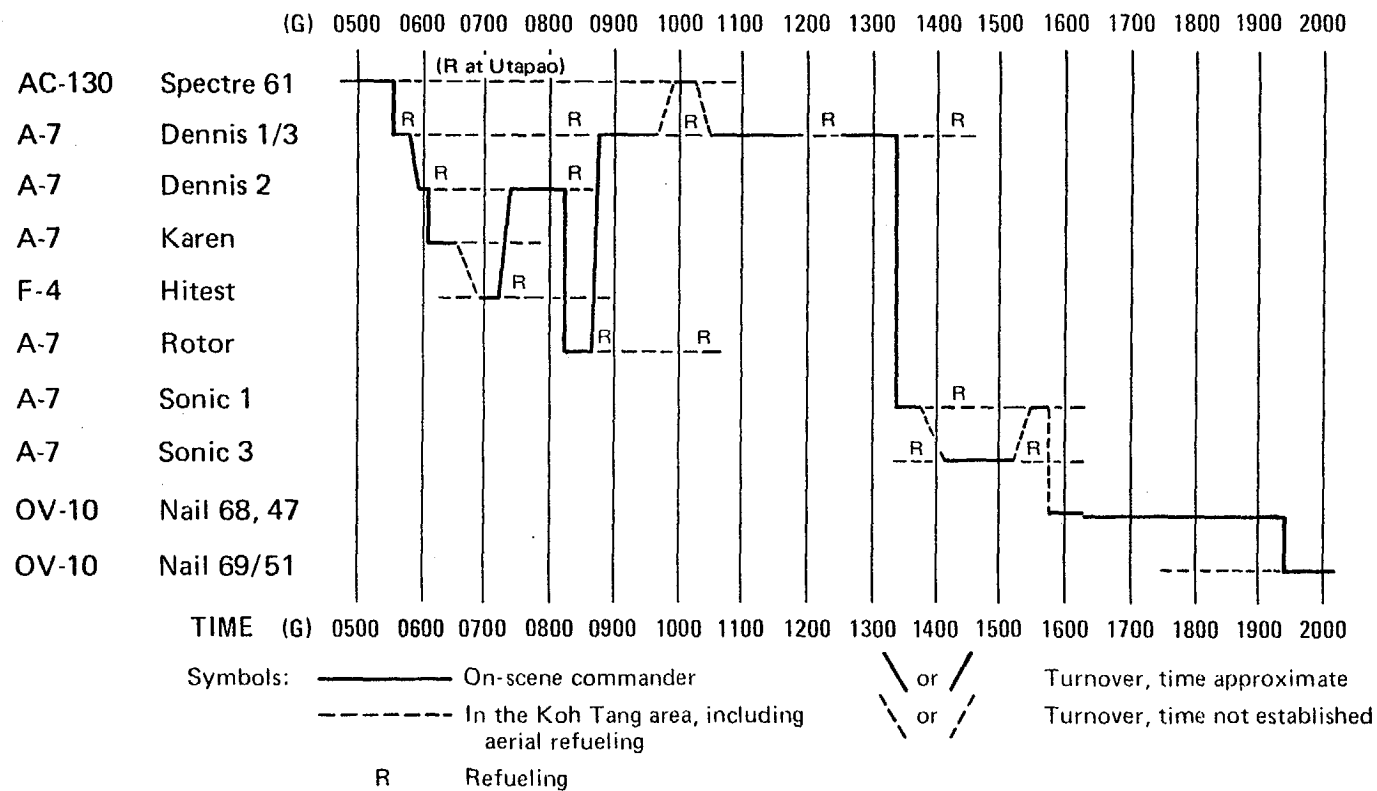 (G) 0500 0600 0700 0800 0900 1000 1100 1200 1300 1400 1500 1600 1700 1800 1900 2000
(R at Utapao)
AC-130 Spectre 61
R R R R R
A-7 Dennis 1/3
R R
A-7 Dennis 2
A-7 Karen
R
F-4 Hitest
R R
A-7 Rotor
R
A-7 Sonic 1
R R
A-7 Sonic 3
OV-10 Nail 68, 47
OV-10 Nail 69/51
TIME (G) 0500 0600 0700 0800 0900 1000 1100 1200 1300 1400 1500 1600 1700 1800 1900 2000
Symbols: On-scene commander or Turnover, time approximate
In the Koh Tang area, including or Turnover, time not established
aerial refueling
R Refueling